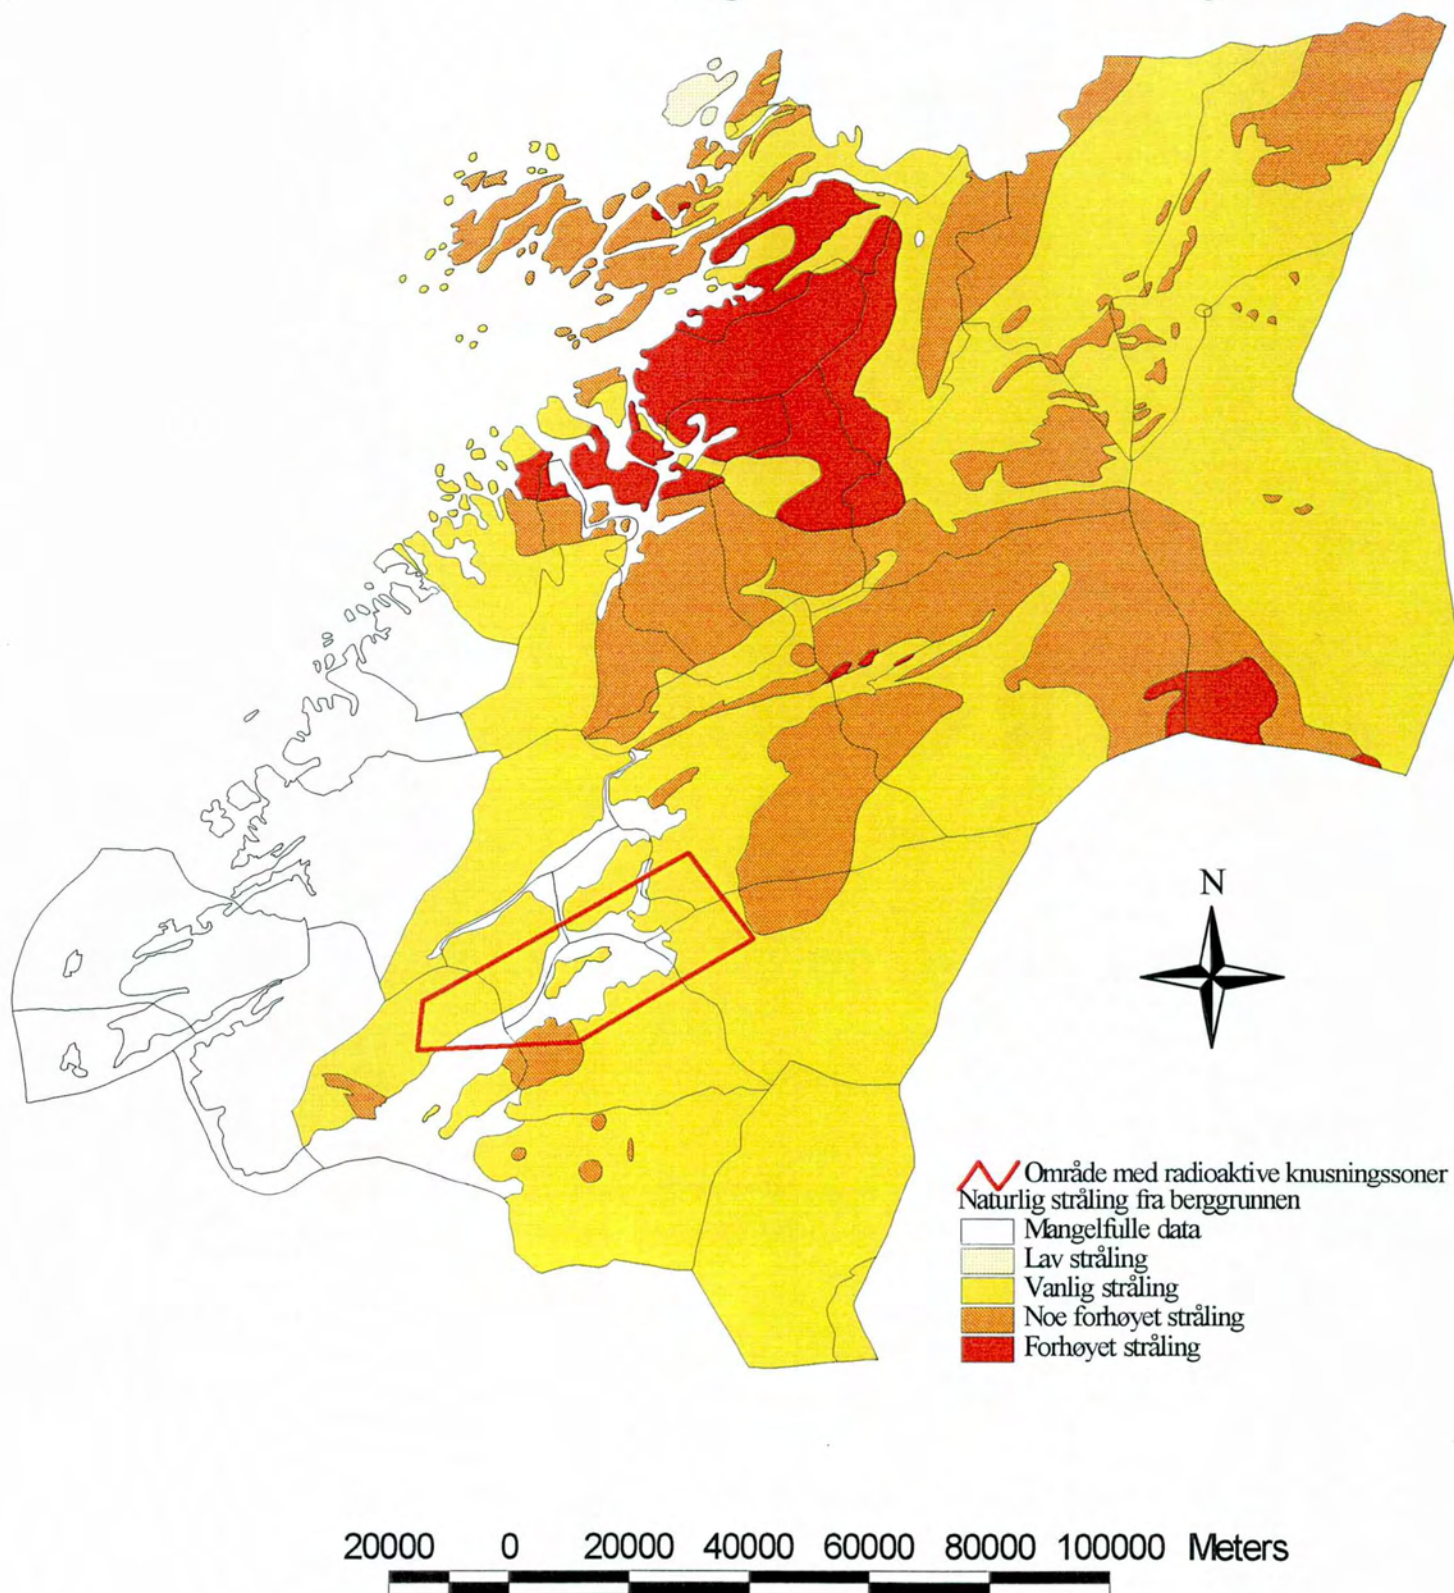 N
Område med radioaktive knusningssoner
Naturlig stråling fra berggrunnen
Mangelfulle data
Lav stråling
Vanlig stråling
Noe forhøyet stråling
Forhøyet stråling
20000 0 20000 40000 60000 80000 100000 Meters